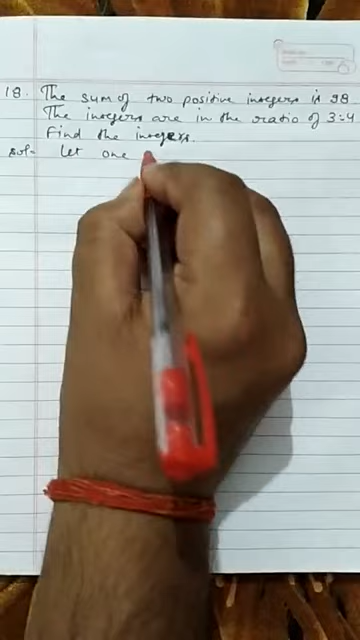 18. The sum of two positive integers is 98
The integers are in the ratio of 3:4
Find the integers.
sol- Let one